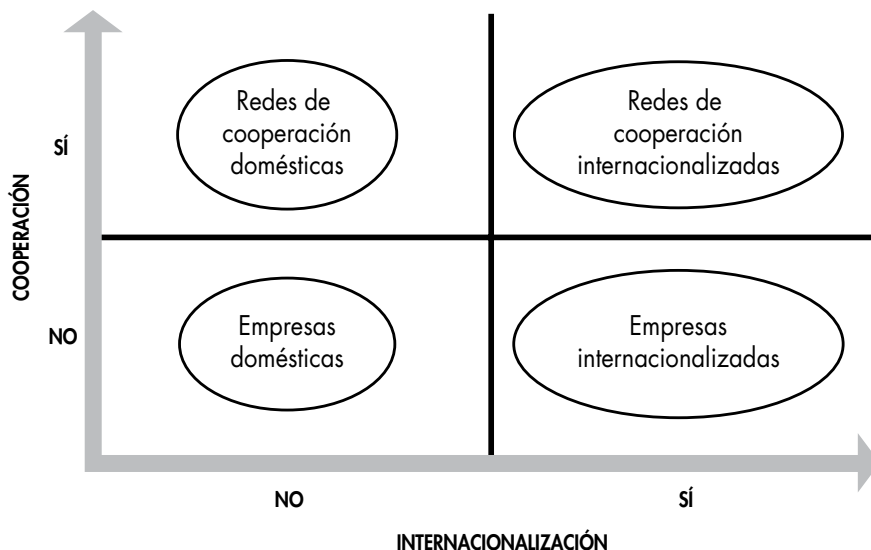 Redes de
cooperación
domésticas
Redes de
cooperación
internacionalizadas
SÍ
COOPERACIÓN
NO
Empresas
domésticas
Empresas
internacionalizadas
NO
SÍ
INTERNACIONALIZACIÓN